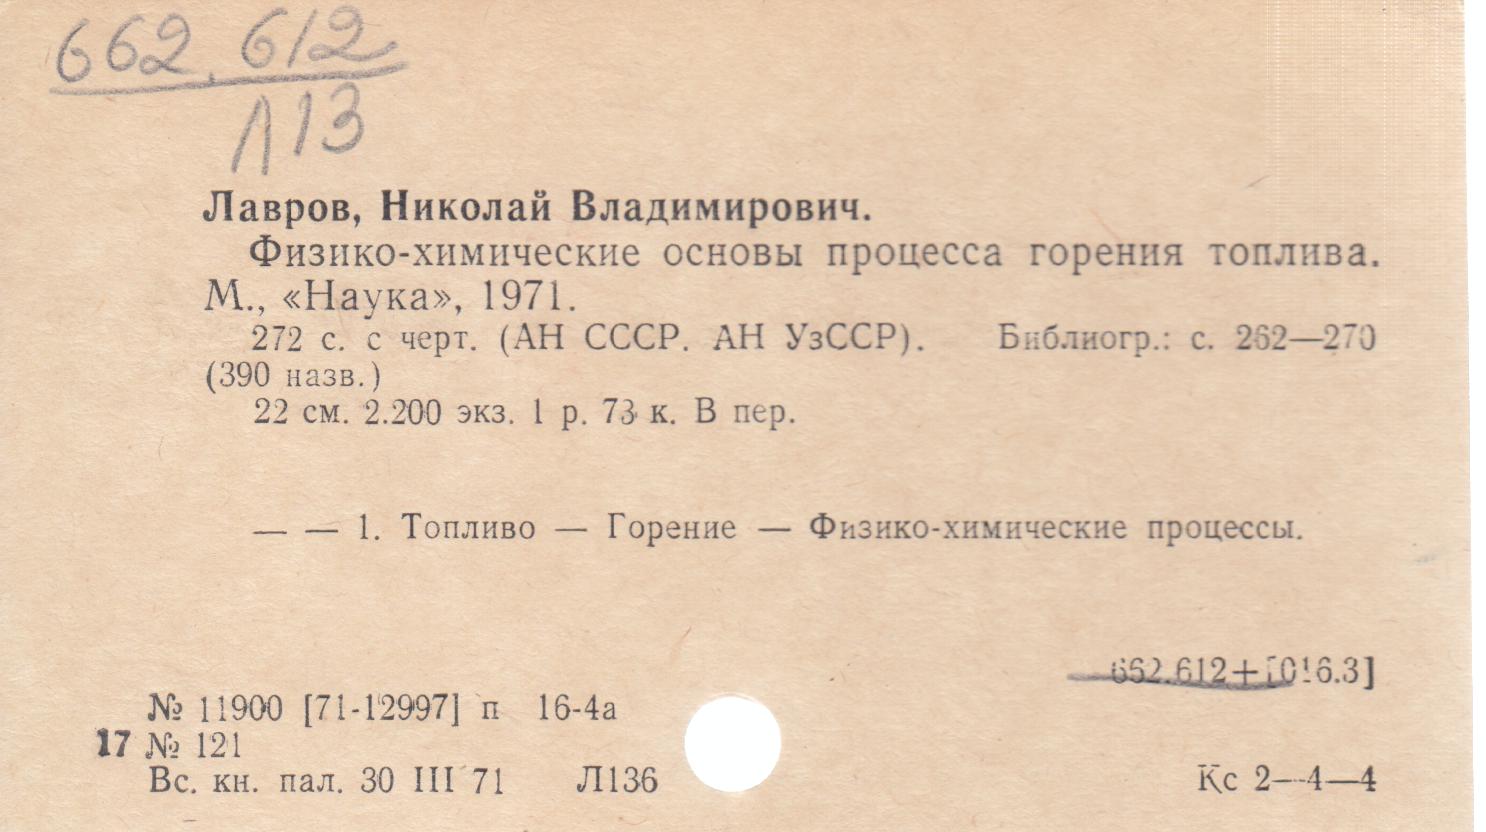 662.612
Л13
Лавров, Николай Владимирович.
Физико-химические основы процесса горения топлива.
М., «Наука», 1971.
272 с. с черт. (АН СССР. АН УзССР). Библиогр.: с. 262—270
(390 назв.)
22 см. 2.200 экз. 1 р. 73 к. В пер.
— — 1. Топливо — Горение — Физико-химические процессы.
662.612+[016.3]
№ 11900 [71-12997] п 16-4а
17 № 121
Вс. кн. пал. 30 III 71 Л136 Кс 2—4—4